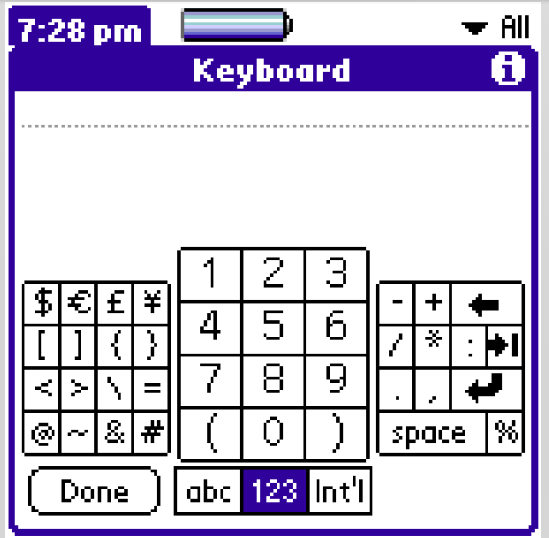 7:28 pm All
Keyboard
1 2 3
$ € £ ¥ - +
4 5 6
[ ] { } / * :
7 8 9
< > \ = . ,
( 0 )
@ ~ & # space %
Done abc 123 Int'l